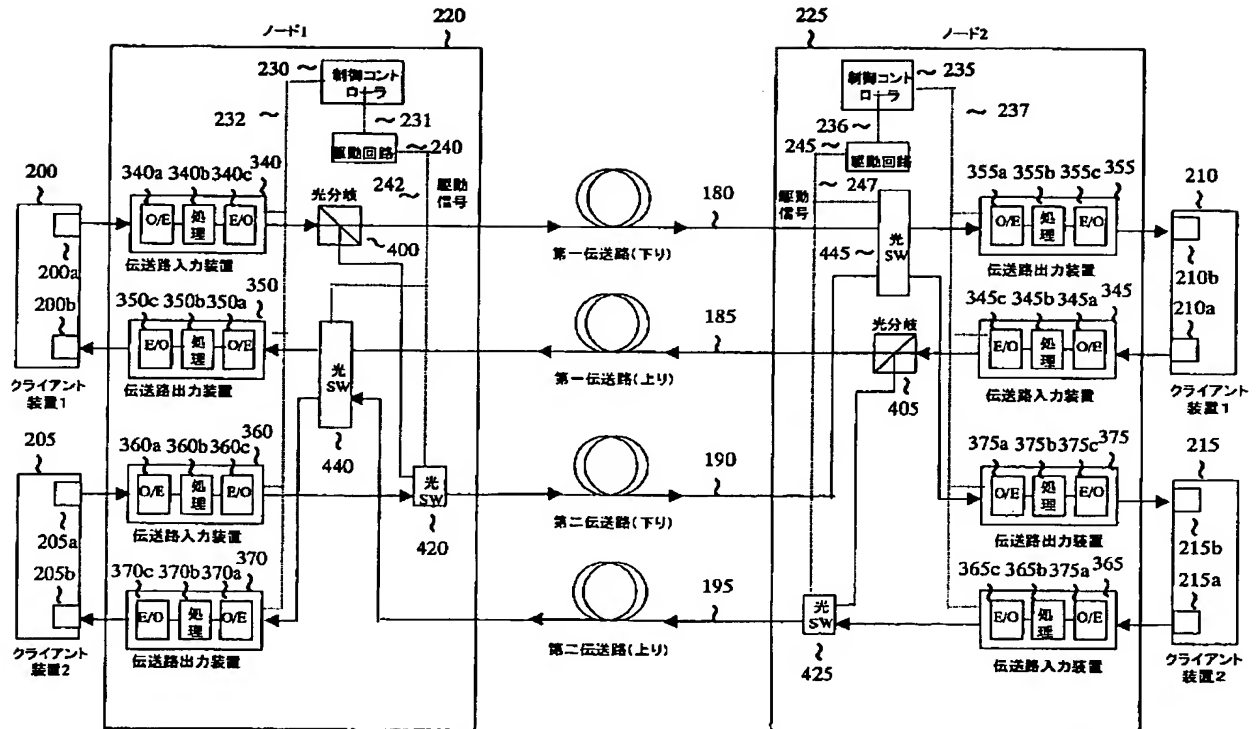 220
225
ノード1
ノード2
230
制御コント
ローラ
235
制御コント
ローラ
232
231
236
237
240
駆動回路
245
駆動回路
242
247
駆動
信号
駆動
信号
200
340a
340b
340c
340
光分岐
180
355a
355b
355c
355
210
O/E
処
理
E/O
400
第一伝送路(下り)
445
光
SW
O/E
処
理
E/O
伝送路入力装置
伝送路出力装置
200a
210b
350c
350b
350a
350
185
345c
345b
345a
345
200b
210a
光分岐
E/O
処
理
O/E
光
SW
第一伝送路(上り)
405
E/O
処
理
O/E
伝送路出力装置
伝送路入力装置
クライアント
装置1
クライアント
装置1
205
360a
360b
360c
360
440
190
375a
375b
375c
375
215
O/E
処
理
E/O
光
SW
420
第二伝送路(下り)
O/E
処
理
E/O
伝送路入力装置
伝送路出力装置
205a
215b
370c
370b
370a
370
195
365c
365b
375a
365
205b
215a
E/O
処
理
O/E
第二伝送路(上り)
光
SW
425
E/O
処
理
O/E
伝送路出力装置
伝送路入力装置
クライアント
装置2
クライアント
装置2